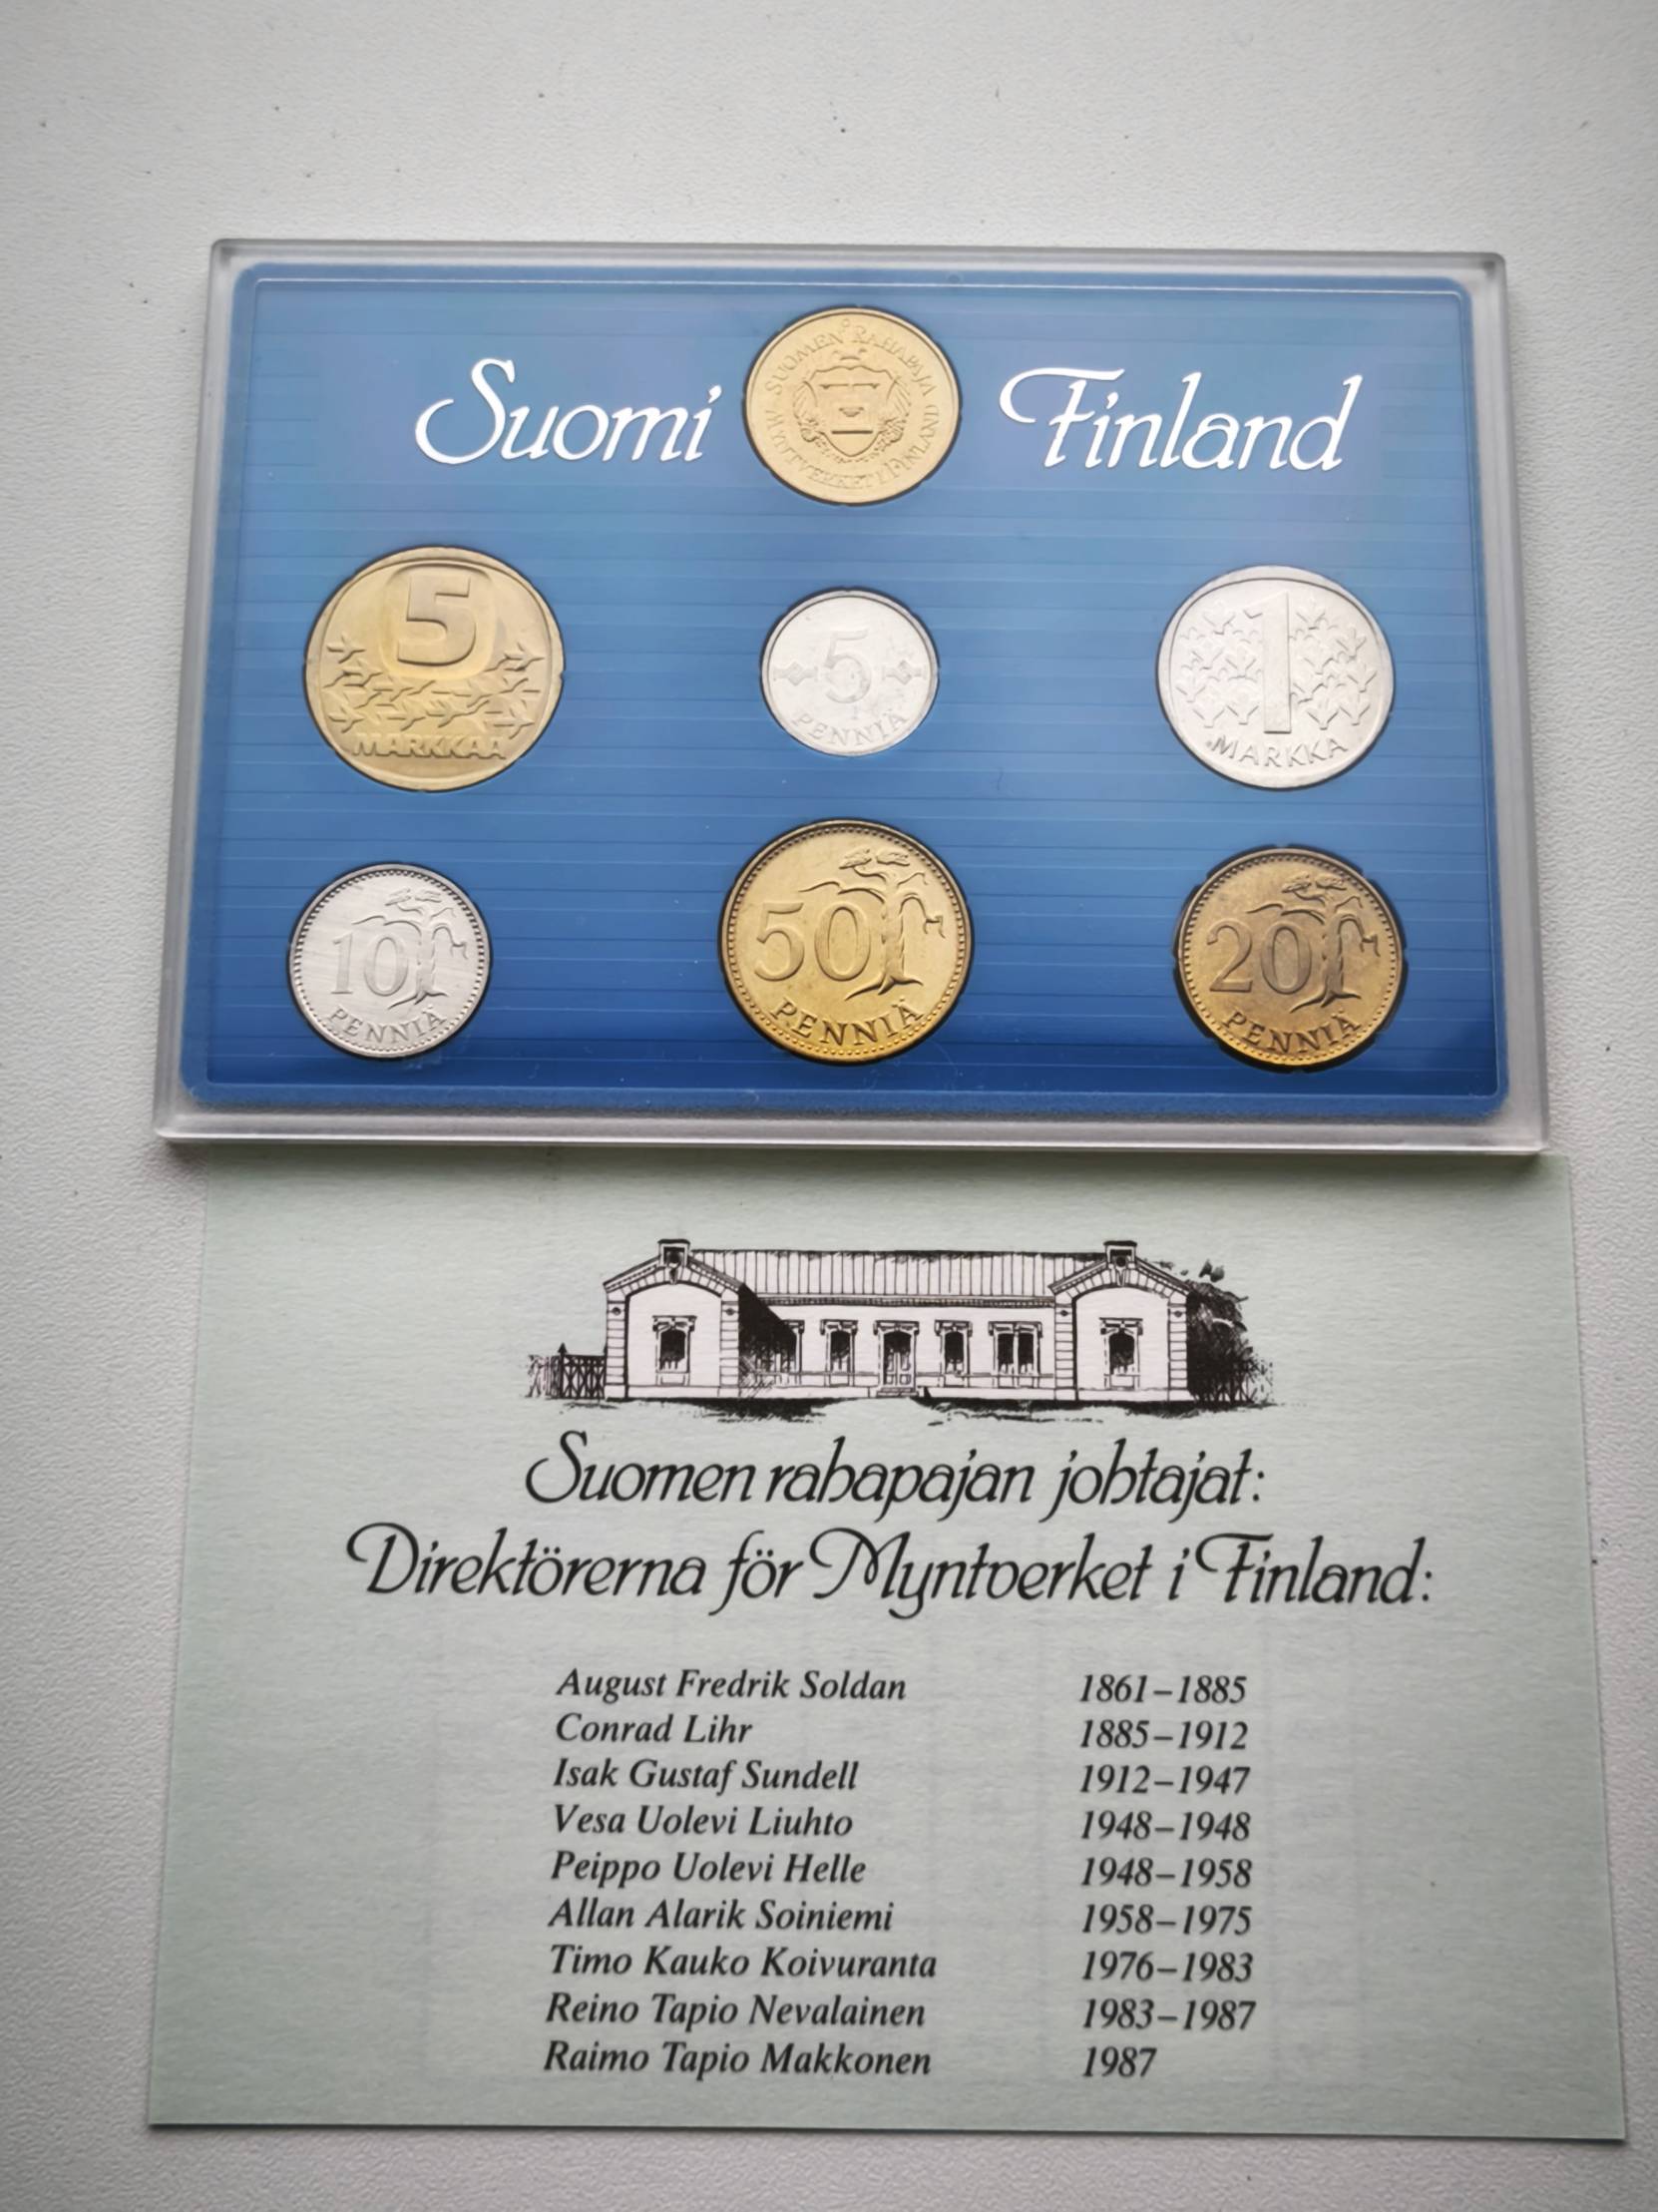 Suomi Finland
SUOMEN RAHAPAJA
MYNTVERKET I FINLAND
5
MARKKAA
5
PENNIÄ
1
MARKKA
10
PENNIÄ
50
PENNIÄ
20
PENNIÄ
Suomen rahapajan johtajat:
Direktörerna för Myntverket i Finland:
August Fredrik Soldan 1861–1885
Conrad Lihr 1885–1912
Isak Gustaf Sundell 1912–1947
Vesa Uolevi Liuhto 1948–1948
Peippo Uolevi Helle 1948–1958
Allan Alarik Soiniemi 1958–1975
Timo Kauko Koivuranta 1976–1983
Reino Tapio Nevalainen 1983–1987
Raimo Tapio Makkonen 1987